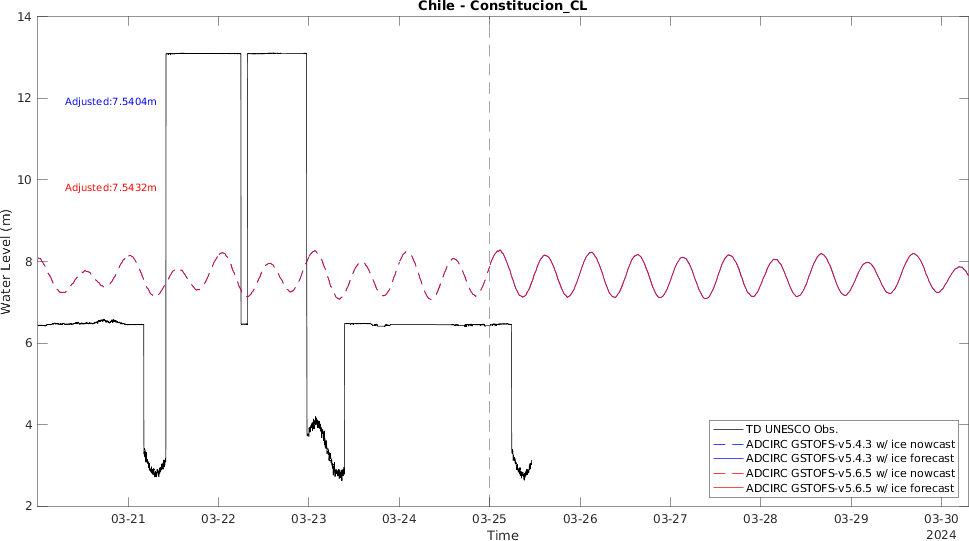 Chile - Constitucion_CL
14
12
10
8
6
4
2
Water Level (m)
Adjusted:7.5404m
Adjusted:7.5432m
TD UNESCO Obs.
ADCIRC GSTOFS-v5.4.3 w/ ice nowcast
ADCIRC GSTOFS-v5.4.3 w/ ice forecast
ADCIRC GSTOFS-v5.6.5 w/ ice nowcast
ADCIRC GSTOFS-v5.6.5 w/ ice forecast
03-21 03-22 03-23 03-24 03-25 03-26 03-27 03-28 03-29 03-30
Time
2024